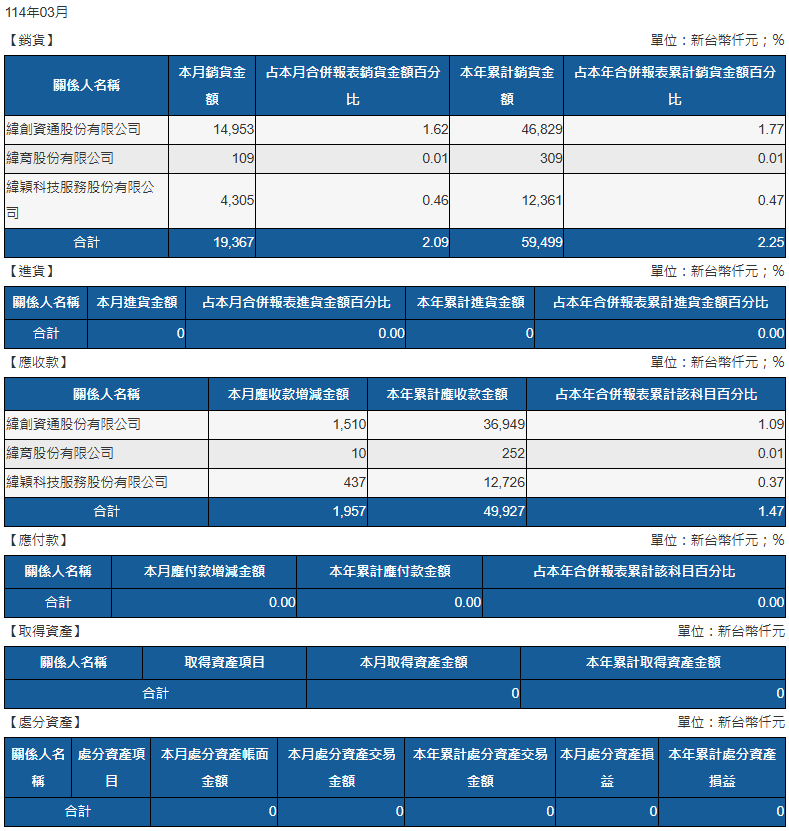 114年03月
【銷貨】 單位：新台幣仟元；%
關係人名稱 本月銷貨金額 占本月合併報表銷貨金額百分比 本年累計銷貨金額 占本年合併報表累計銷貨金額百分比
緯創資通股份有限公司 14,953 1.62 46,829 1.77
緯育股份有限公司 109 0.01 309 0.01
緯穎科技服務股份有限公司 4,305 0.46 12,361 0.47
合計 19,367 2.09 59,499 2.25
【進貨】 單位：新台幣仟元；%
關係人名稱 本月進貨金額 占本月合併報表進貨金額百分比 本年累計進貨金額 占本年合併報表累計進貨金額百分比
合計 0 0.00 0 0.00
【應收款】 單位：新台幣仟元；%
關係人名稱 本月應收款增減金額 本年累計應收款金額 占本年合併報表累計該科目百分比
緯創資通股份有限公司 1,510 36,949 1.09
緯育股份有限公司 10 252 0.01
緯穎科技服務股份有限公司 437 12,726 0.37
合計 1,957 49,927 1.47
【應付款】 單位：新台幣仟元；%
關係人名稱 本月應付款增減金額 本年累計應付款金額 占本年合併報表累計該科目百分比
合計 0.00 0.00 0.00
【取得資產】 單位：新台幣仟元
關係人名稱 取得資產項目 本月取得資產金額 本年累計取得資產金額
合計 0 0
【處分資產】 單位：新台幣仟元
關係人名稱 處分資產項目 本月處分資產帳面金額 本月處分資產交易金額 本年累計處分資產交易金額 本月處分資產損益 本年累計處分資產損益
合計 0 0 0 0 0